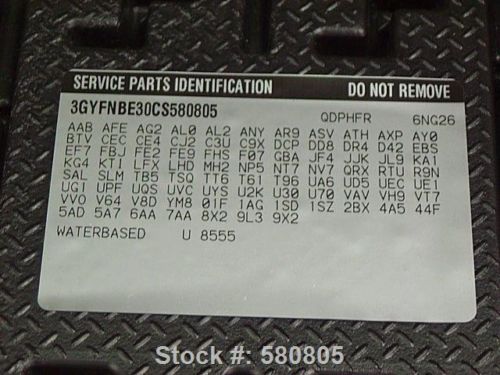 SERVICE PARTS IDENTIFICATION DO NOT REMOVE
3GYFNBE30CS580805 QDPHFR 6NG26
AAB AFE AG2 AL0 AL2 ANY AR9 ASV ATH AXP AY0
BTV CEC CE4 CJ2 C3U C9X DCP DD8 DR4 D42 EBS
EF7 FBJ FE2 FE9 FHS F07 GBA JF4 JJK JL9 KA1
KG4 KTI LFX LHD MH2 NP5 NT7 NV7 QRX RTU R9N
SAL SLM TB5 TSQ TT6 T61 T96 UA6 UD5 UEC UE1
UGI UPF UQS UVC UYS U2K U30 U70 VAV VH9 VT7
VV0 V64 V8D YM8 01F 1AG 1SD 1SZ 2BX 4A5 44F
5AD 5A7 6AA 7AA 8X2 9L3 9X2
WATERBASED U 8555
Stock #: 580805